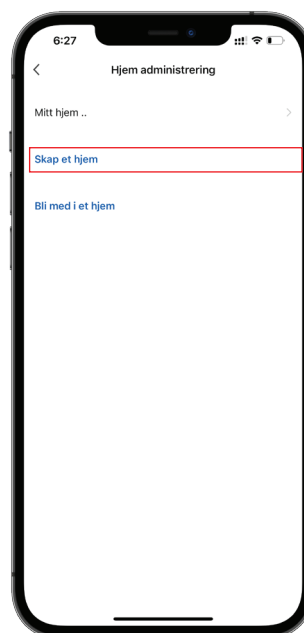 6:27
Hjem administrering
Mitt hjem ..
Skap et hjem
Bli med i et hjem